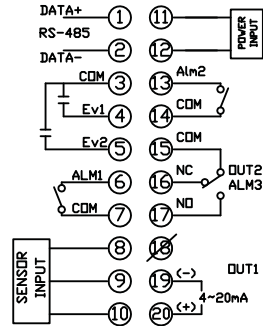 DATA+
RS-485
DATA-
COM
Ev1
Ev2
ALM1
COM
SENSOR
INPUT
1
2
3
4
5
6
7
8
9
10
11
12
13
14
15
16
17
18
19
20
POWER
INPUT
Alm2
COM
COM
NC
OUT2
ALM3
NO
OUT1
(-)
4~20mA
(+)